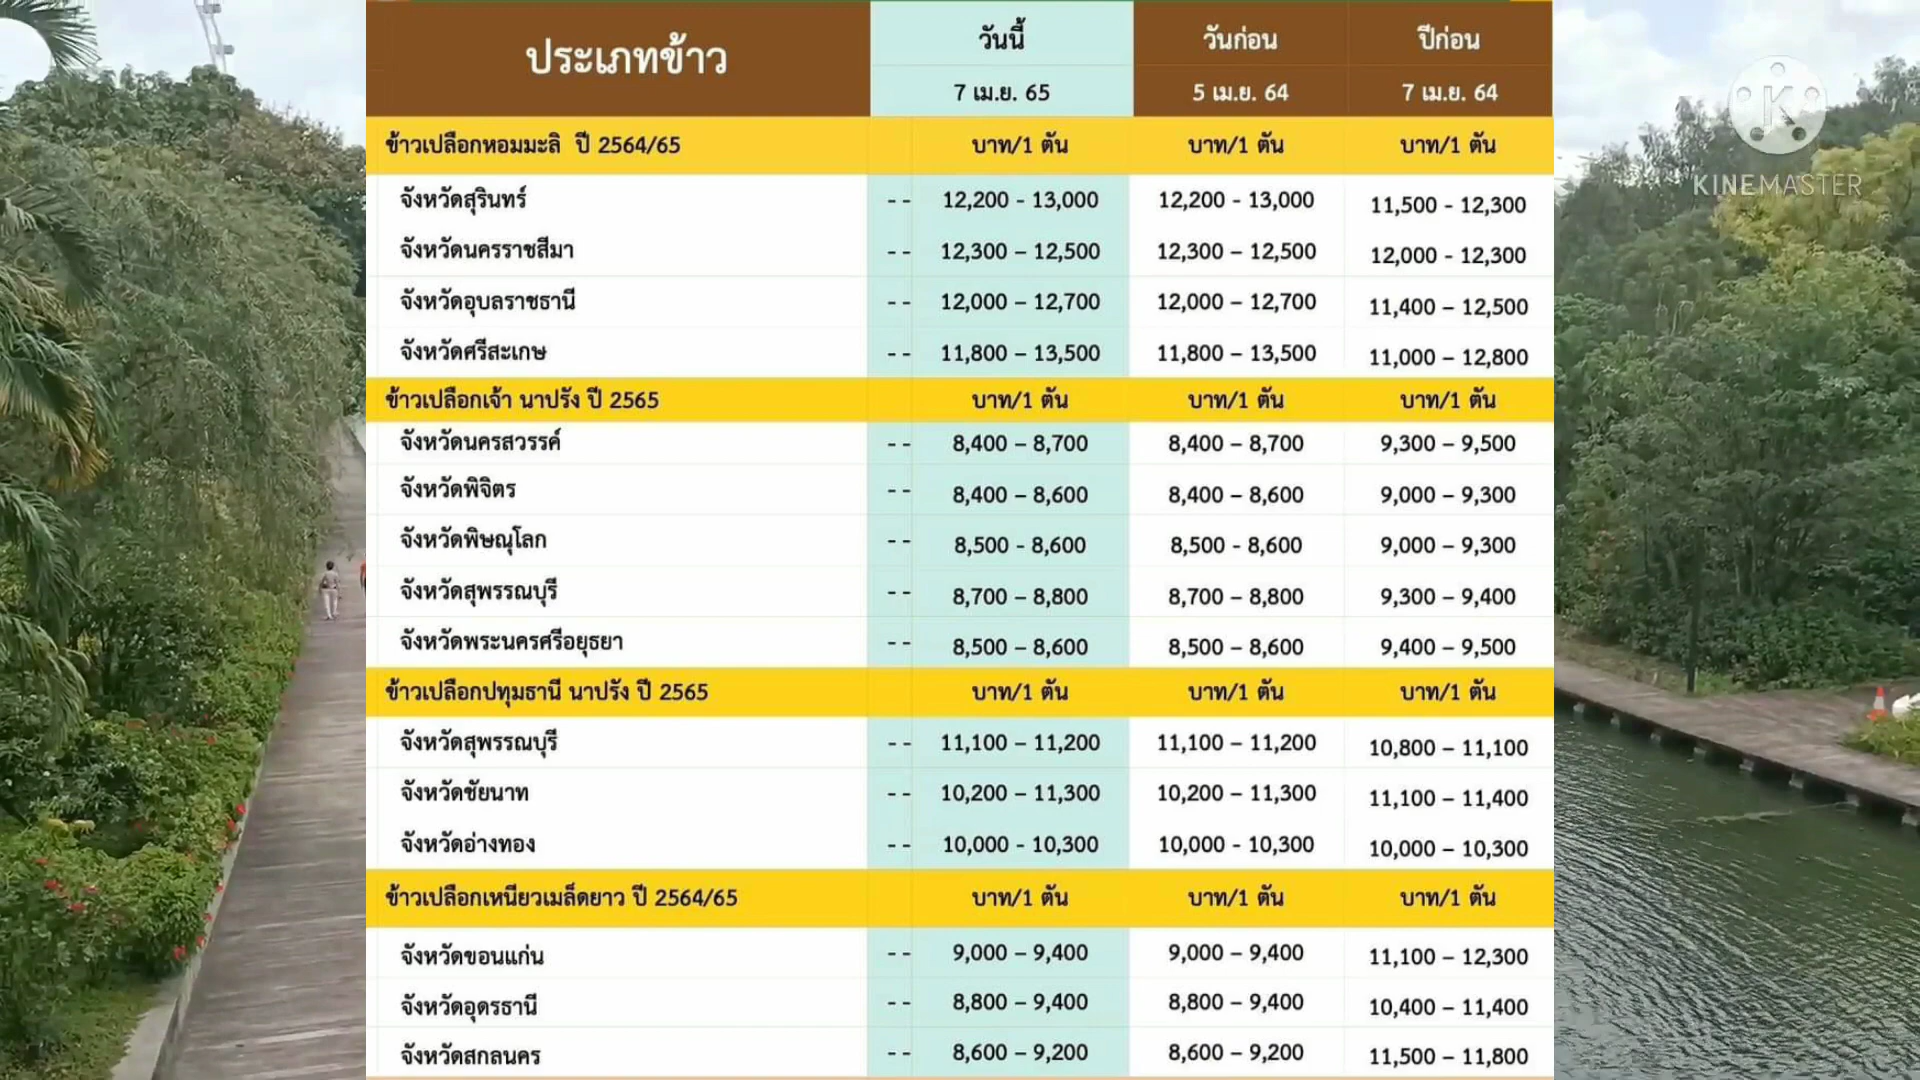 ประเภทข้าว วันนี้ วันก่อน ปีก่อน
7 เม.ย. 65 5 เม.ย. 64 7 เม.ย. 64
ข้าวเปลือกหอมมะลิ ปี 2564/65 บาท/1 ตัน บาท/1 ตัน บาท/1 ตัน
จังหวัดสุรินทร์ -- 12,200 - 13,000 12,200 - 13,000 11,500 - 12,300
จังหวัดนครราชสีมา -- 12,300 – 12,500 12,300 – 12,500 12,000 - 12,300
จังหวัดอุบลราชธานี -- 12,000 – 12,700 12,000 – 12,700 11,400 – 12,500
จังหวัดศรีสะเกษ -- 11,800 – 13,500 11,800 – 13,500 11,000 – 12,800
ข้าวเปลือกเจ้า นาปรัง ปี 2565 บาท/1 ตัน บาท/1 ตัน บาท/1 ตัน
จังหวัดนครสวรรค์ -- 8,400 – 8,700 8,400 – 8,700 9,300 – 9,500
จังหวัดพิจิตร -- 8,400 – 8,600 8,400 – 8,600 9,000 – 9,300
จังหวัดพิษณุโลก -- 8,500 - 8,600 8,500 - 8,600 9,000 – 9,300
จังหวัดสุพรรณบุรี -- 8,700 – 8,800 8,700 – 8,800 9,300 – 9,400
จังหวัดพระนครศรีอยุธยา -- 8,500 – 8,600 8,500 – 8,600 9,400 – 9,500
ข้าวเปลือกปทุมธานี นาปรัง ปี 2565 บาท/1 ตัน บาท/1 ตัน บาท/1 ตัน
จังหวัดสุพรรณบุรี -- 11,100 – 11,200 11,100 – 11,200 10,800 – 11,100
จังหวัดชัยนาท -- 10,200 – 11,300 10,200 – 11,300 11,100 – 11,400
จังหวัดอ่างทอง -- 10,000 - 10,300 10,000 - 10,300 10,000 – 10,300
ข้าวเปลือกเหนียวเมล็ดยาว ปี 2564/65 บาท/1 ตัน บาท/1 ตัน บาท/1 ตัน
จังหวัดขอนแก่น -- 9,000 – 9,400 9,000 – 9,400 11,100 – 12,300
จังหวัดอุดรธานี -- 8,800 – 9,400 8,800 – 9,400 10,400 – 11,400
จังหวัดสกลนคร -- 8,600 – 9,200 8,600 – 9,200 11,500 – 11,800
K
KINEMASTER